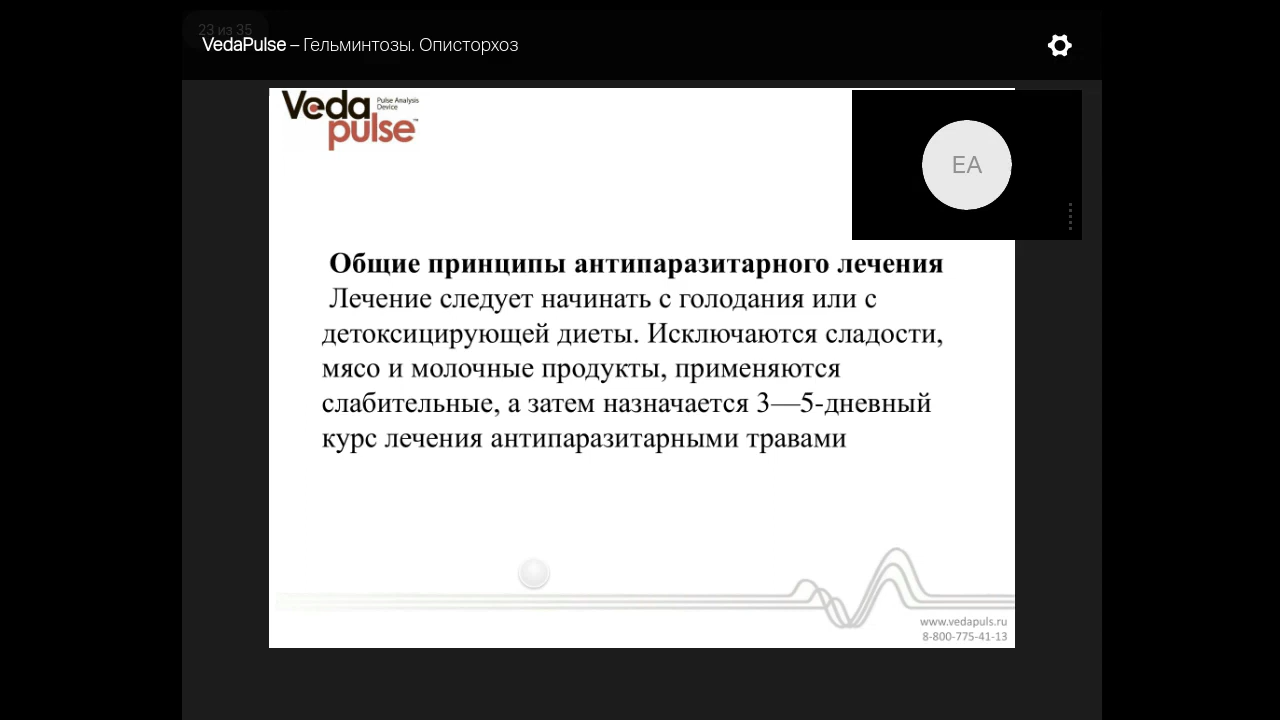 23 из 35
VedaPulse – Гельминтозы. Описторхоз
Veda
pulse™
Pulse Analysis
Device
EA
Общие принципы антипаразитарного лечения
Лечение следует начинать с голодания или с
детоксицирующей диеты. Исключаются сладости,
мясо и молочные продукты, применяются
слабительные, а затем назначается 3—5-дневный
курс лечения антипаразитарными травами
www.vedapuls.ru
8-800-775-41-13